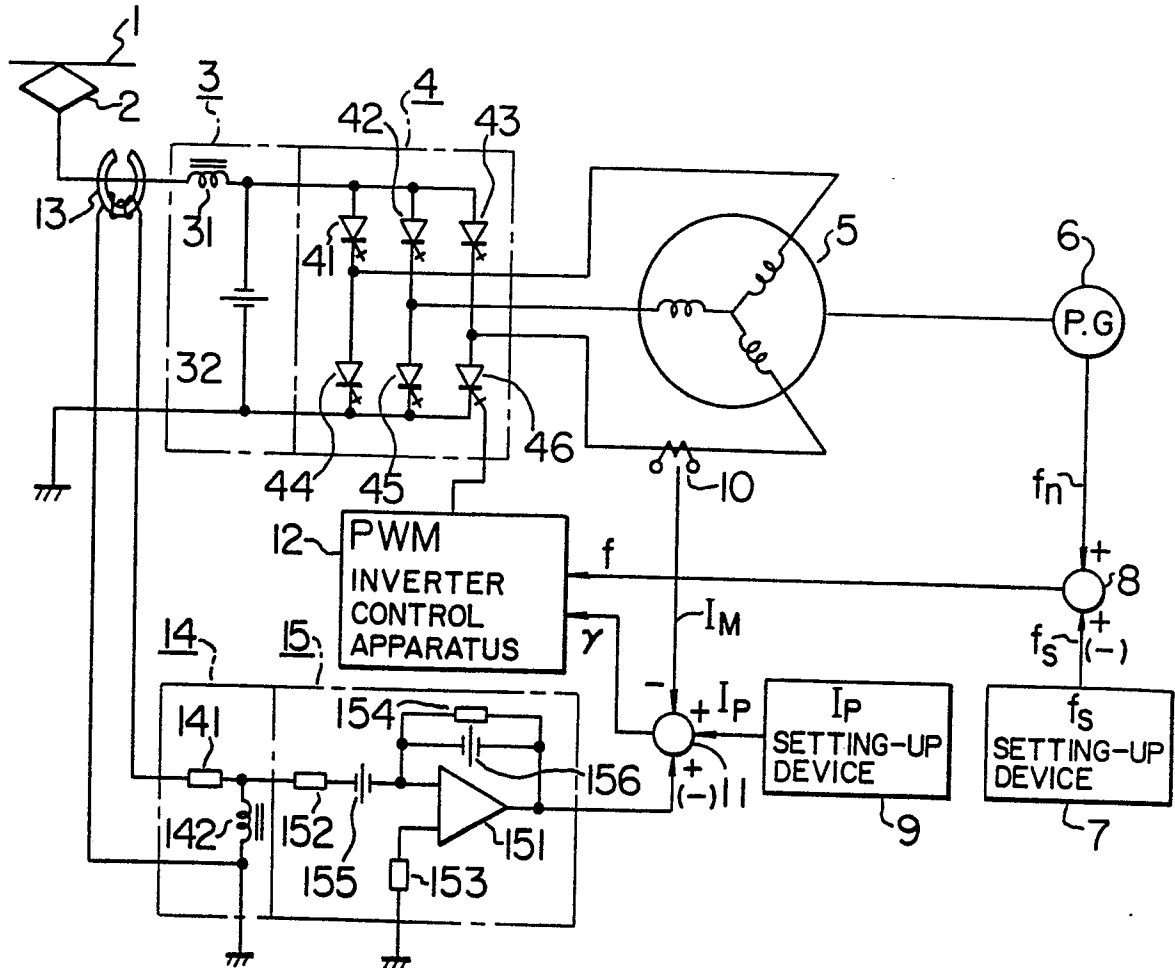 1
2
3
4
42
43
13
31
41
5
6
P.G
32
44
45
46
10
fn
12
PWM
INVERTER
CONTROL
APPARATUS
f
γ
IM
+
8
+
fs
(-)
14
15
141
142
152
155
154
156
151
153
-
+
IP
+
(-)
11
IP
SETTING-UP
DEVICE
9
fs
SETTING-UP
DEVICE
7